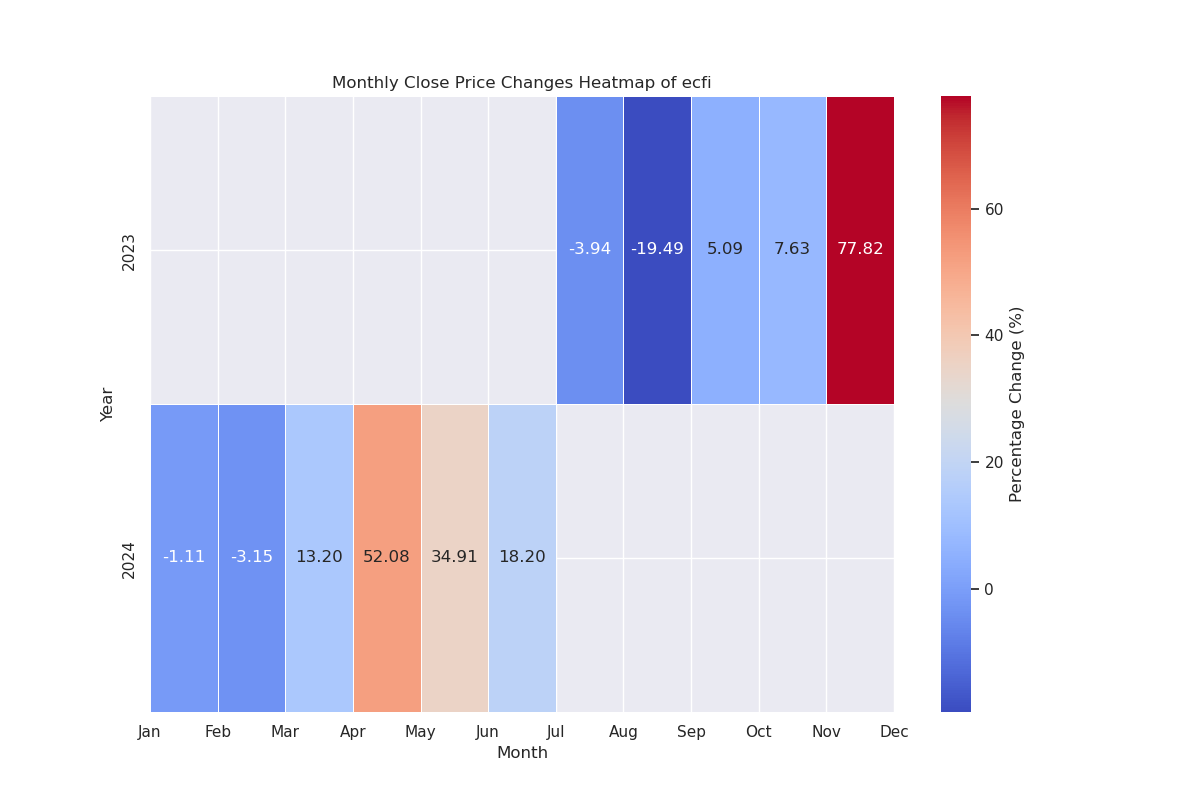 Monthly Close Price Changes Heatmap of ecfi
2023
-3.94 -19.49 5.09 7.63 77.82
Year
2024
-1.11 -3.15 13.20 52.08 34.91 18.20
Jan Feb Mar Apr May Jun Jul Aug Sep Oct Nov Dec
Month
60
40
20
0
Percentage Change (%)